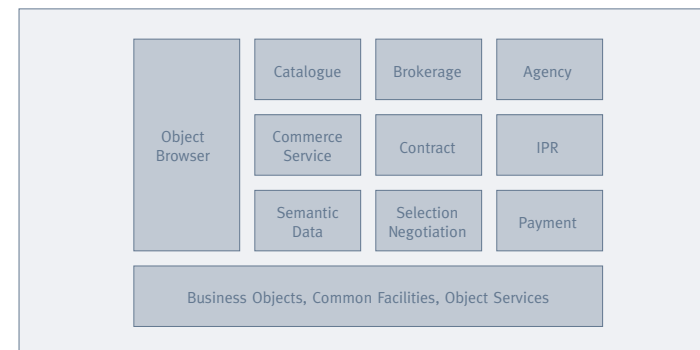 Object
Browser
Catalogue
Brokerage
Agency
Commerce
Service
Contract
IPR
Semantic
Data
Selection
Negotiation
Payment
Business Objects, Common Facilities, Object Services